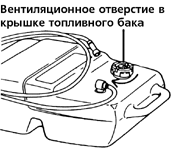 Вентиляционное отверстие в
крышке топливного бака